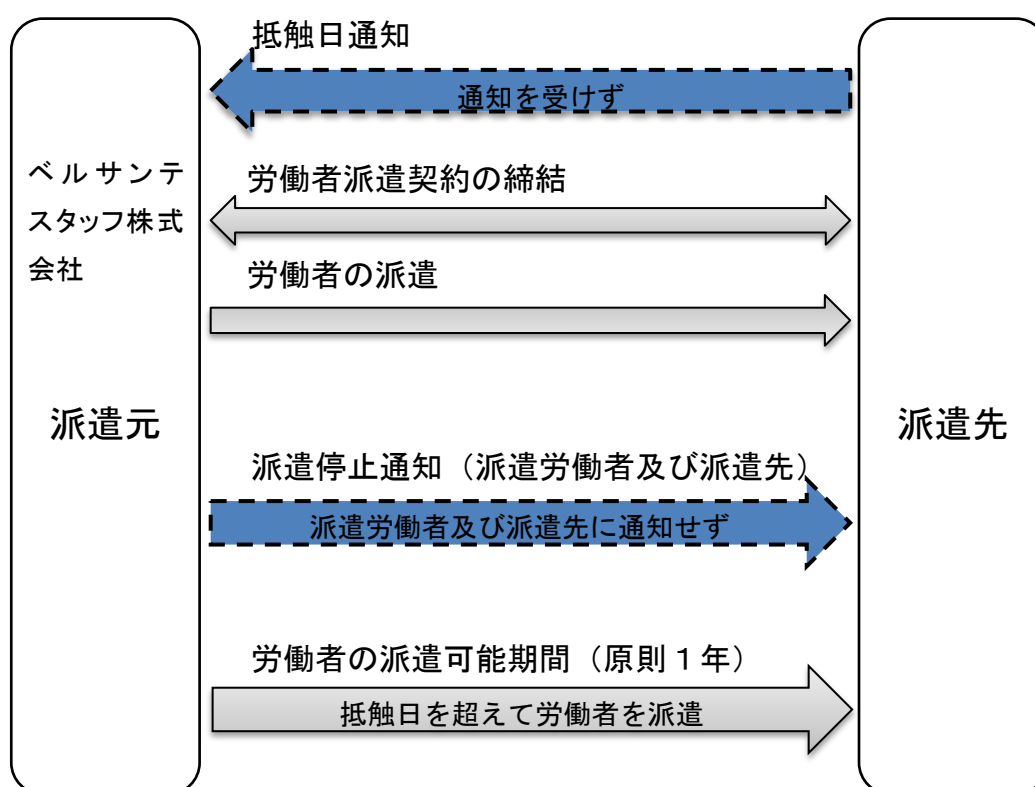 抵触日通知
通知を受けず
ベルサンテ
スタッフ株式
会社
労働者派遣契約の締結
労働者の派遣
派遣元
派遣先
派遣停止通知（派遣労働者及び派遣先）
派遣労働者及び派遣先に通知せず
労働者の派遣可能期間（原則１年）
抵触日を超えて労働者を派遣